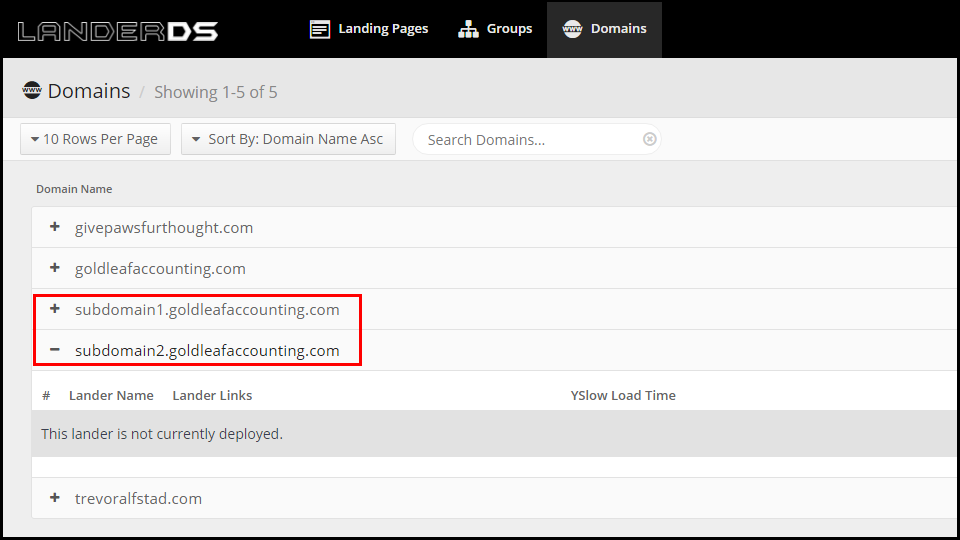 LANDERDS
Landing Pages
Groups
www
Domains
www
Domains / Showing 1-5 of 5
10 Rows Per Page
Sort By: Domain Name Asc
Search Domains...
Domain Name
+ givepawsfurthought.com
+ goldleafaccounting.com
+ subdomain1.goldleafaccounting.com
− subdomain2.goldleafaccounting.com
# Lander Name Lander Links YSlow Load Time
This lander is not currently deployed.
+ trevoralfstad.com